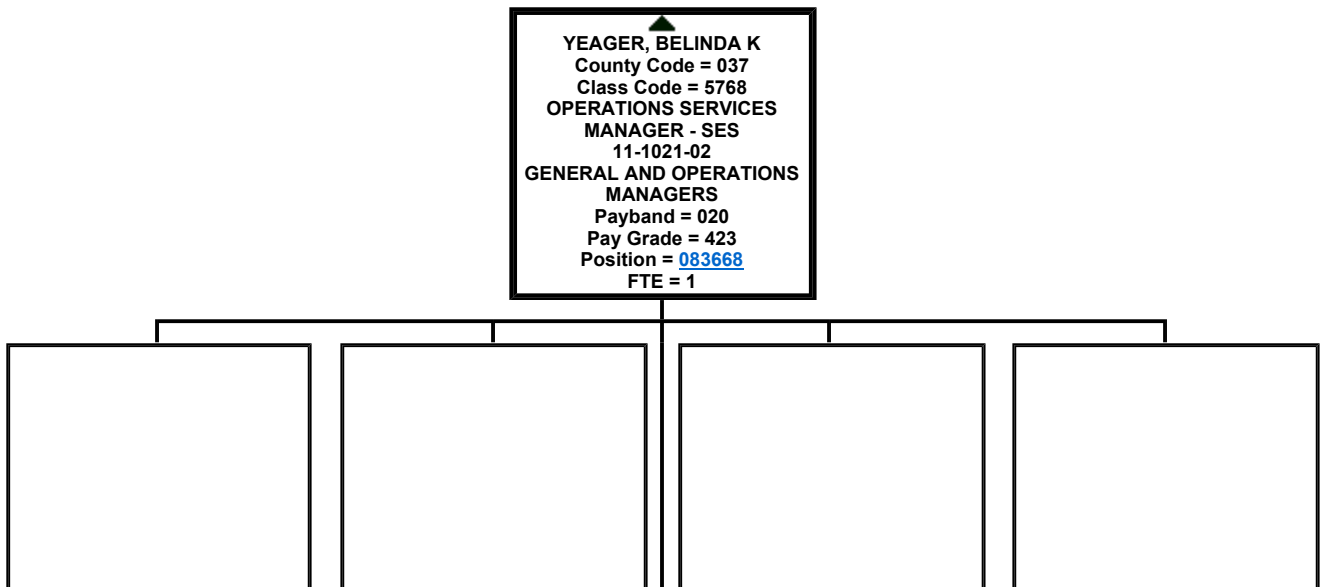 YEAGER, BELINDA K
County Code = 037
Class Code = 5768
OPERATIONS SERVICES
MANAGER - SES
11-1021-02
GENERAL AND OPERATIONS
MANAGERS
Payband = 020
Pay Grade = 423
Position = 083668
FTE = 1